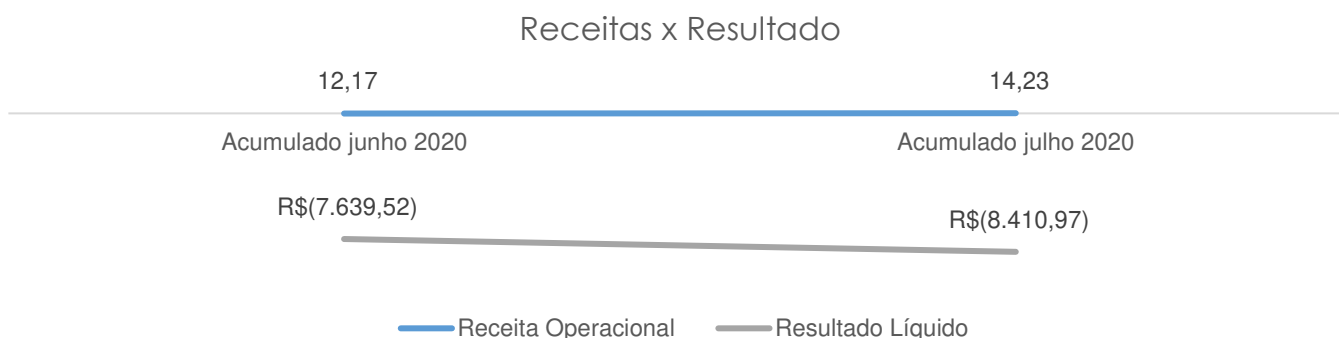 Receitas x Resultado
12,17
14,23
Acumulado junho 2020
Acumulado julho 2020
R$(7.639,52)
R$(8.410,97)
Receita Operacional
Resultado Líquido